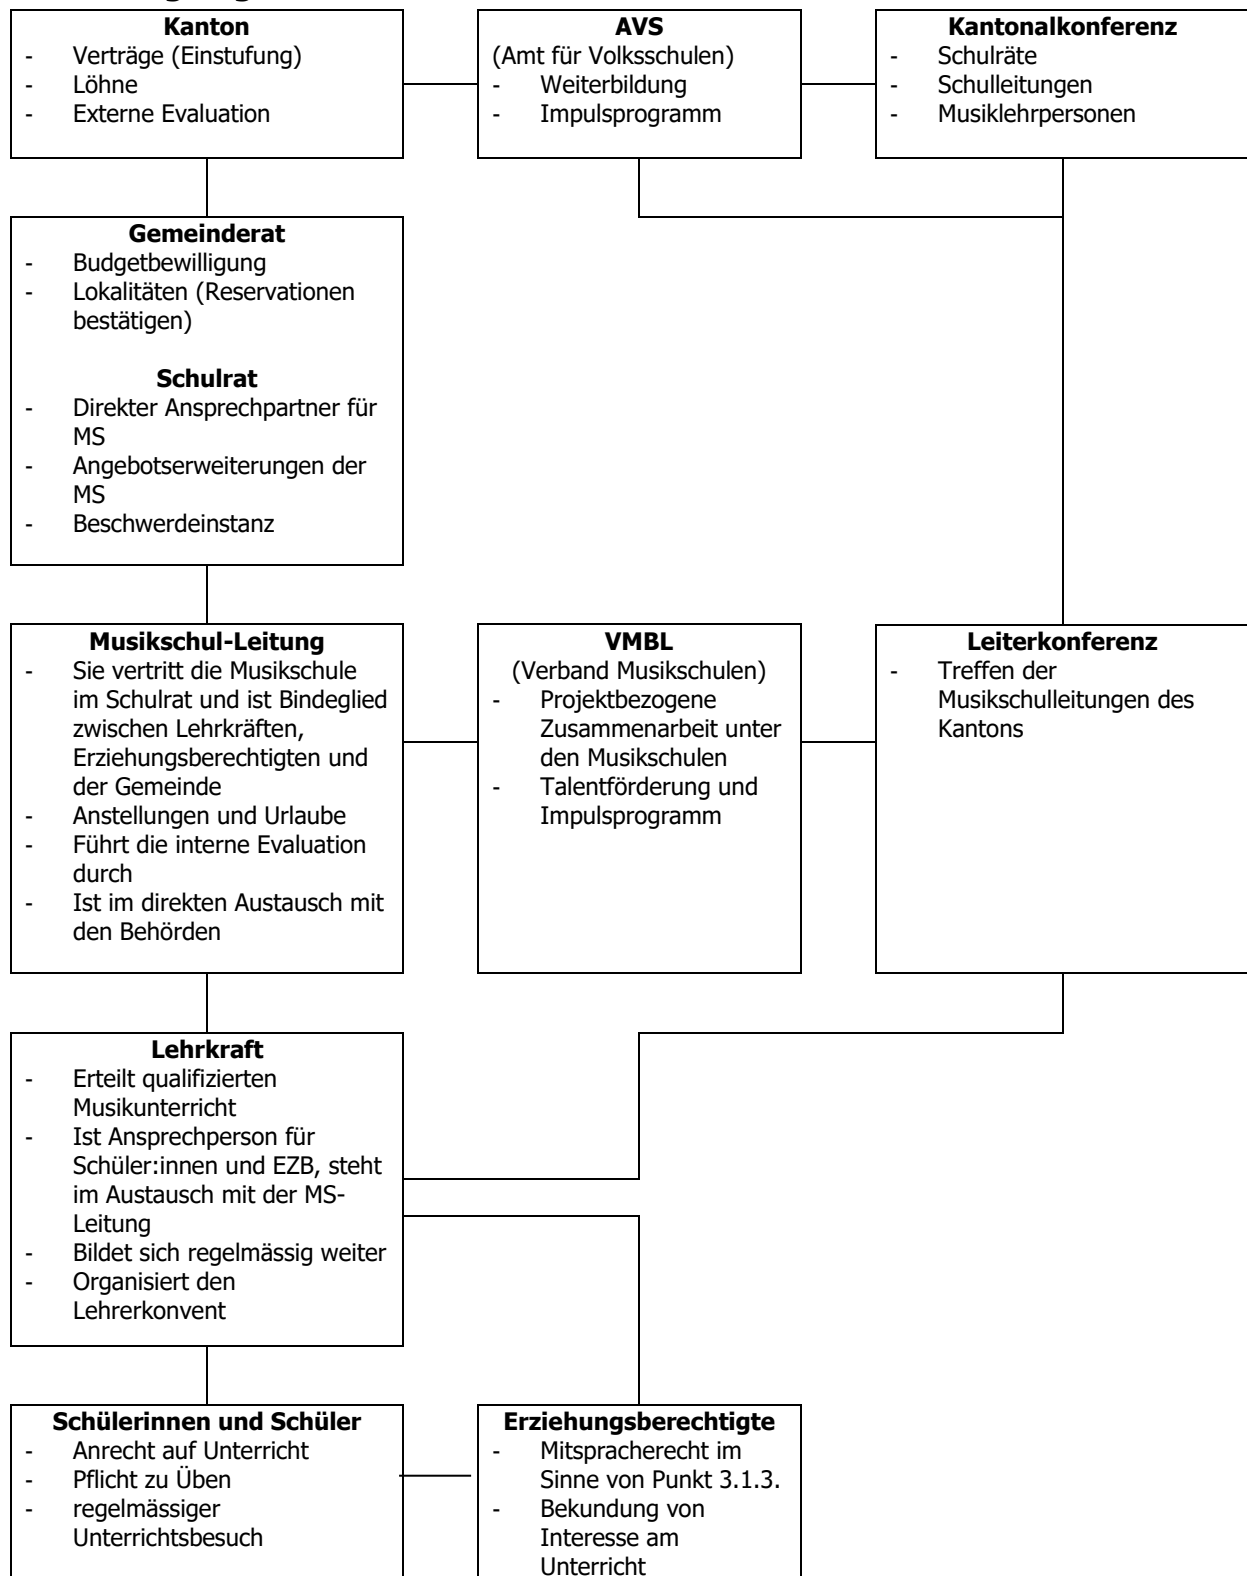 Kanton
- Verträge (Einstufung)
- Löhne
- Externe Evaluation
AVS
(Amt für Volksschulen)
- Weiterbildung
- Impulsprogramm
Kantonalkonferenz
- Schulräte
- Schulleitungen
- Musiklehrpersonen
Gemeinderat
- Budgetbewilligung
- Lokalitäten (Reservationen
bestätigen)
Schulrat
- Direkter Ansprechpartner für
MS
- Angebotserweiterungen der
MS
- Beschwerdeinstanz
Musikschul-Leitung
- Sie vertritt die Musikschule
im Schulrat und ist Bindeglied
zwischen Lehrkräften,
Erziehungsberechtigten und
der Gemeinde
- Anstellungen und Urlaube
- Führt die interne Evaluation
durch
- Ist im direkten Austausch mit
den Behörden
VMBL
(Verband Musikschulen)
- Projektbezogene
Zusammenarbeit unter
den Musikschulen
- Talentförderung und
Impulsprogramm
Leiterkonferenz
- Treffen der
Musikschulleitungen des
Kantons
Lehrkraft
- Erteilt qualifizierten
Musikunterricht
- Ist Ansprechperson für
Schüler:innen und EZB, steht
im Austausch mit der MS-
Leitung
- Bildet sich regelmässig weiter
- Organisiert den
Lehrerkonvent
Schülerinnen und Schüler
- Anrecht auf Unterricht
- Pflicht zu Üben
- regelmässiger
Unterrichtsbesuch
Erziehungsberechtigte
- Mitspracherecht im
Sinne von Punkt 3.1.3.
- Bekundung von
Interesse am
Unterricht